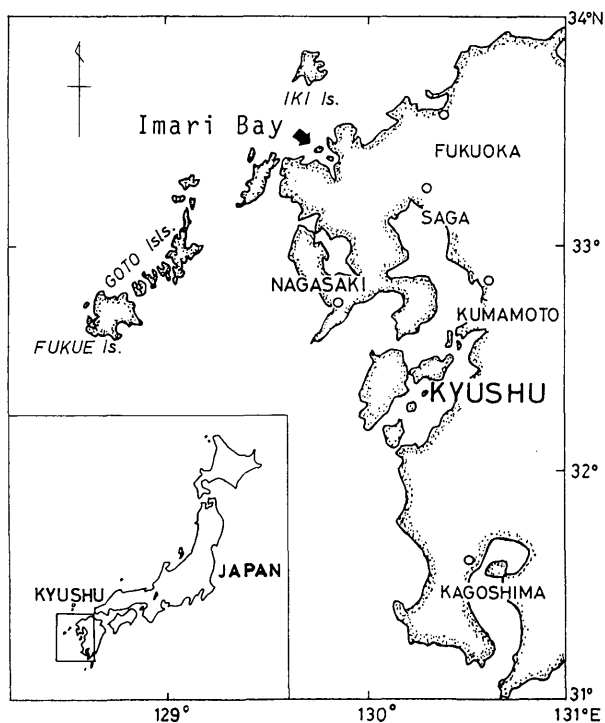 34°N
IKI Is.
Imari Bay
FUKUOKA
SAGA
33°
GOTO Isls.
NAGASAKI
KUMAMOTO
FUKUE Is.
KYUSHU
32°
JAPAN
KYUSHU
KAGOSHIMA
31°
129°
130°
131°E